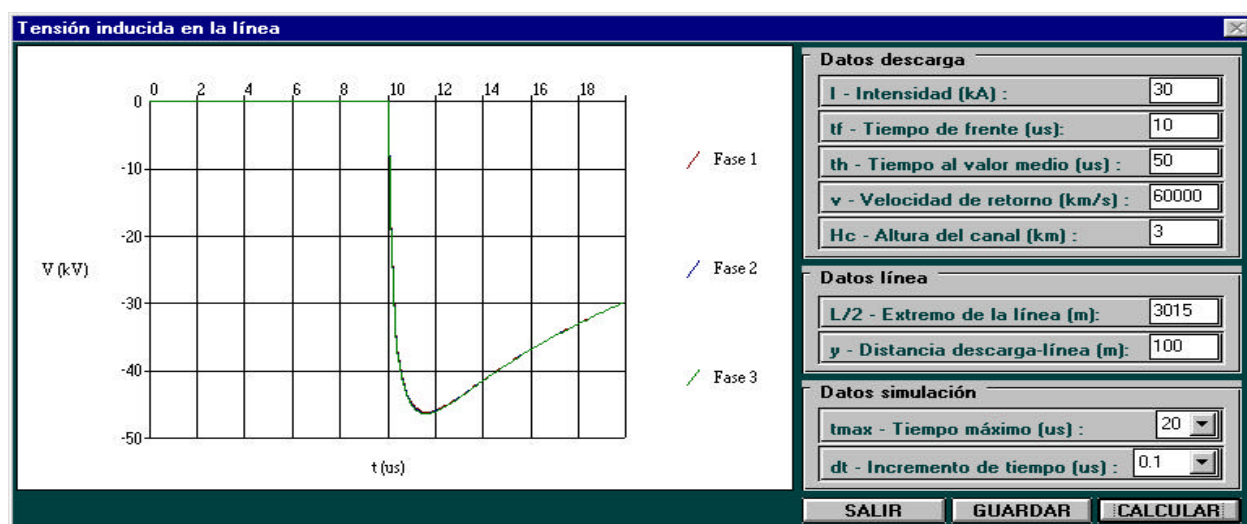 Tensión inducida en la línea
0 2 4 6 8 10 12 14 16 18
0
-10
-20
-30
-40
-50
V (kV)
t (us)
Fase 1
Fase 2
Fase 3
Datos descarga
I - Intensidad (kA) : 30
tf - Tiempo de frente (us): 10
th - Tiempo al valor medio (us) : 50
v - Velocidad de retorno (km/s) : 60000
Hc - Altura del canal (km) : 3
Datos línea
L/2 - Extremo de la línea (m): 3015
y - Distancia descarga-línea (m): 100
Datos simulación
tmax - Tiempo máximo (us) : 20
dt - Incremento de tiempo (us) : 0.1
SALIR GUARDAR CALCULAR